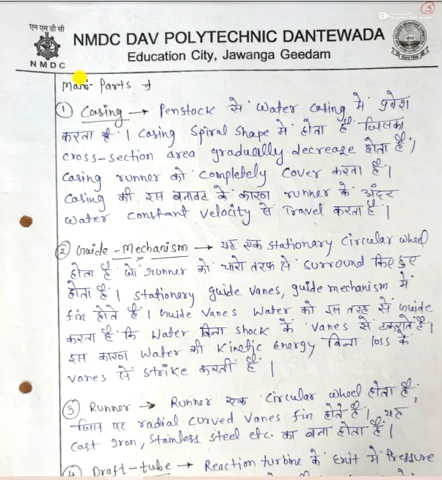 एन एम डी सी
NMDC
NMDC DAV POLYTECHNIC DANTEWADA
Education City, Jawanga Geedam
Main Parts →
① Casing → Penstock से water casing में प्रवेश
करता है। Casing Spiral shape में होता है जिसका
cross-section area gradually decrease होता है।
Casing runner को completely cover करता है।
Casing की इस बनावट के कारण runner के अंदर
water constant velocity से Travel करता है।
② Guide-Mechanism → यह एक stationary circular wheel
होता है जो runner को चारो तरफ से surround किए हुए
होता है। stationary guide vanes, guide mechanism में
fix होते हैं। Guide vanes water को इस तरह से guide
करता है कि water बिना shock के vanes से टकराते है।
इस कारण water की kinetic energy बिना loss के
vanes से strike करती है।
③ Runner → Runner एक circular wheel होता है,
जिस पर radial curved vanes fix होते है। यह
cast iron, stainless steel etc. का बना होता है।
④ Draft-tube → Reaction turbine के Exit में Pressure